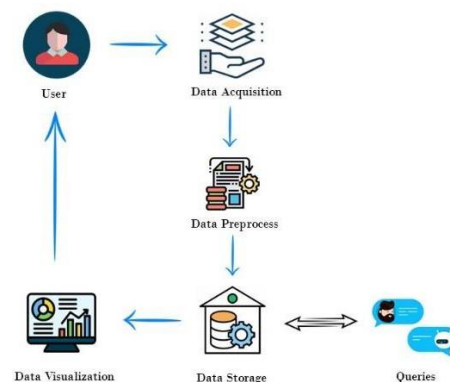 User
Data Acquisition
Data Preprocess
Data Visualization
Data Storage
Queries